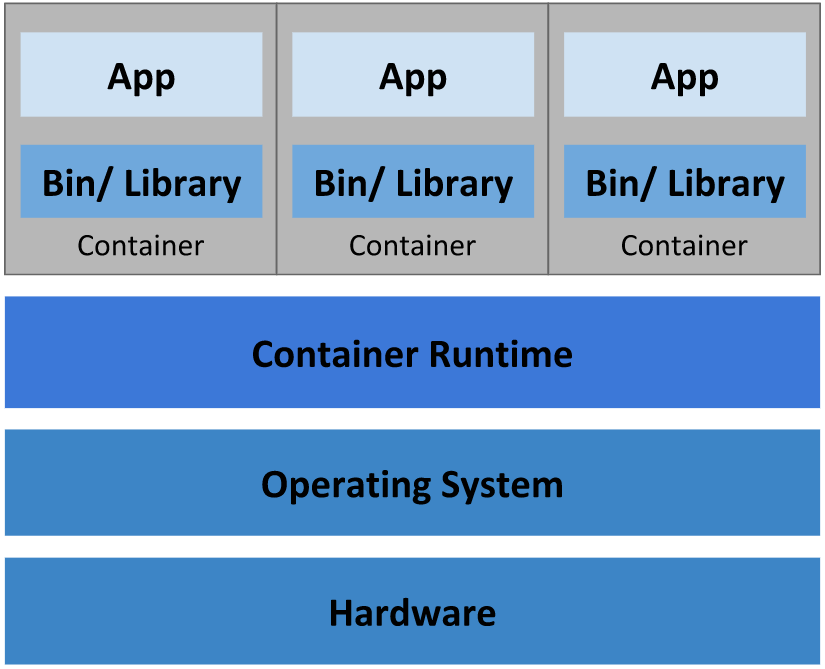 App App App
Bin/ Library Bin/ Library Bin/ Library
Container Container Container
Container Runtime
Operating System
Hardware